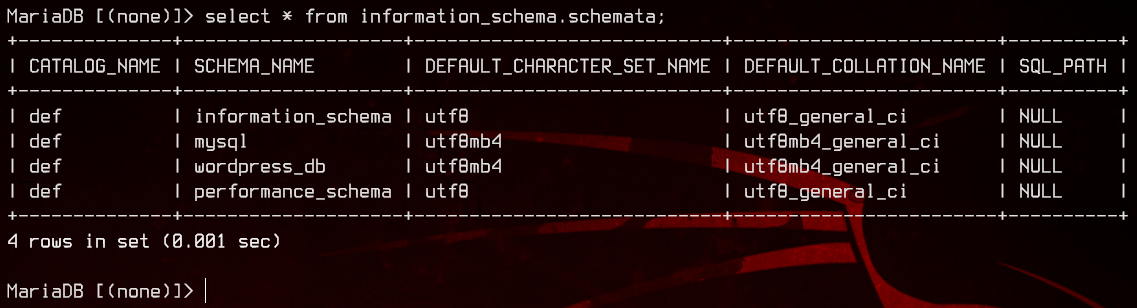 MariaDB [(none)]> select * from information_schema.schemata;
+--------------+--------------------+----------------------------+------------------------+----------+
| CATALOG_NAME | SCHEMA_NAME        | DEFAULT_CHARACTER_SET_NAME | DEFAULT_COLLATION_NAME | SQL_PATH |
+--------------+--------------------+----------------------------+------------------------+----------+
| def          | information_schema | utf8                       | utf8_general_ci        | NULL     |
| def          | mysql              | utf8mb4                    | utf8mb4_general_ci     | NULL     |
| def          | wordpress_db       | utf8mb4                    | utf8mb4_general_ci     | NULL     |
| def          | performance_schema | utf8                       | utf8_general_ci        | NULL     |
+--------------+--------------------+----------------------------+------------------------+----------+
4 rows in set (0.001 sec)
MariaDB [(none)]>